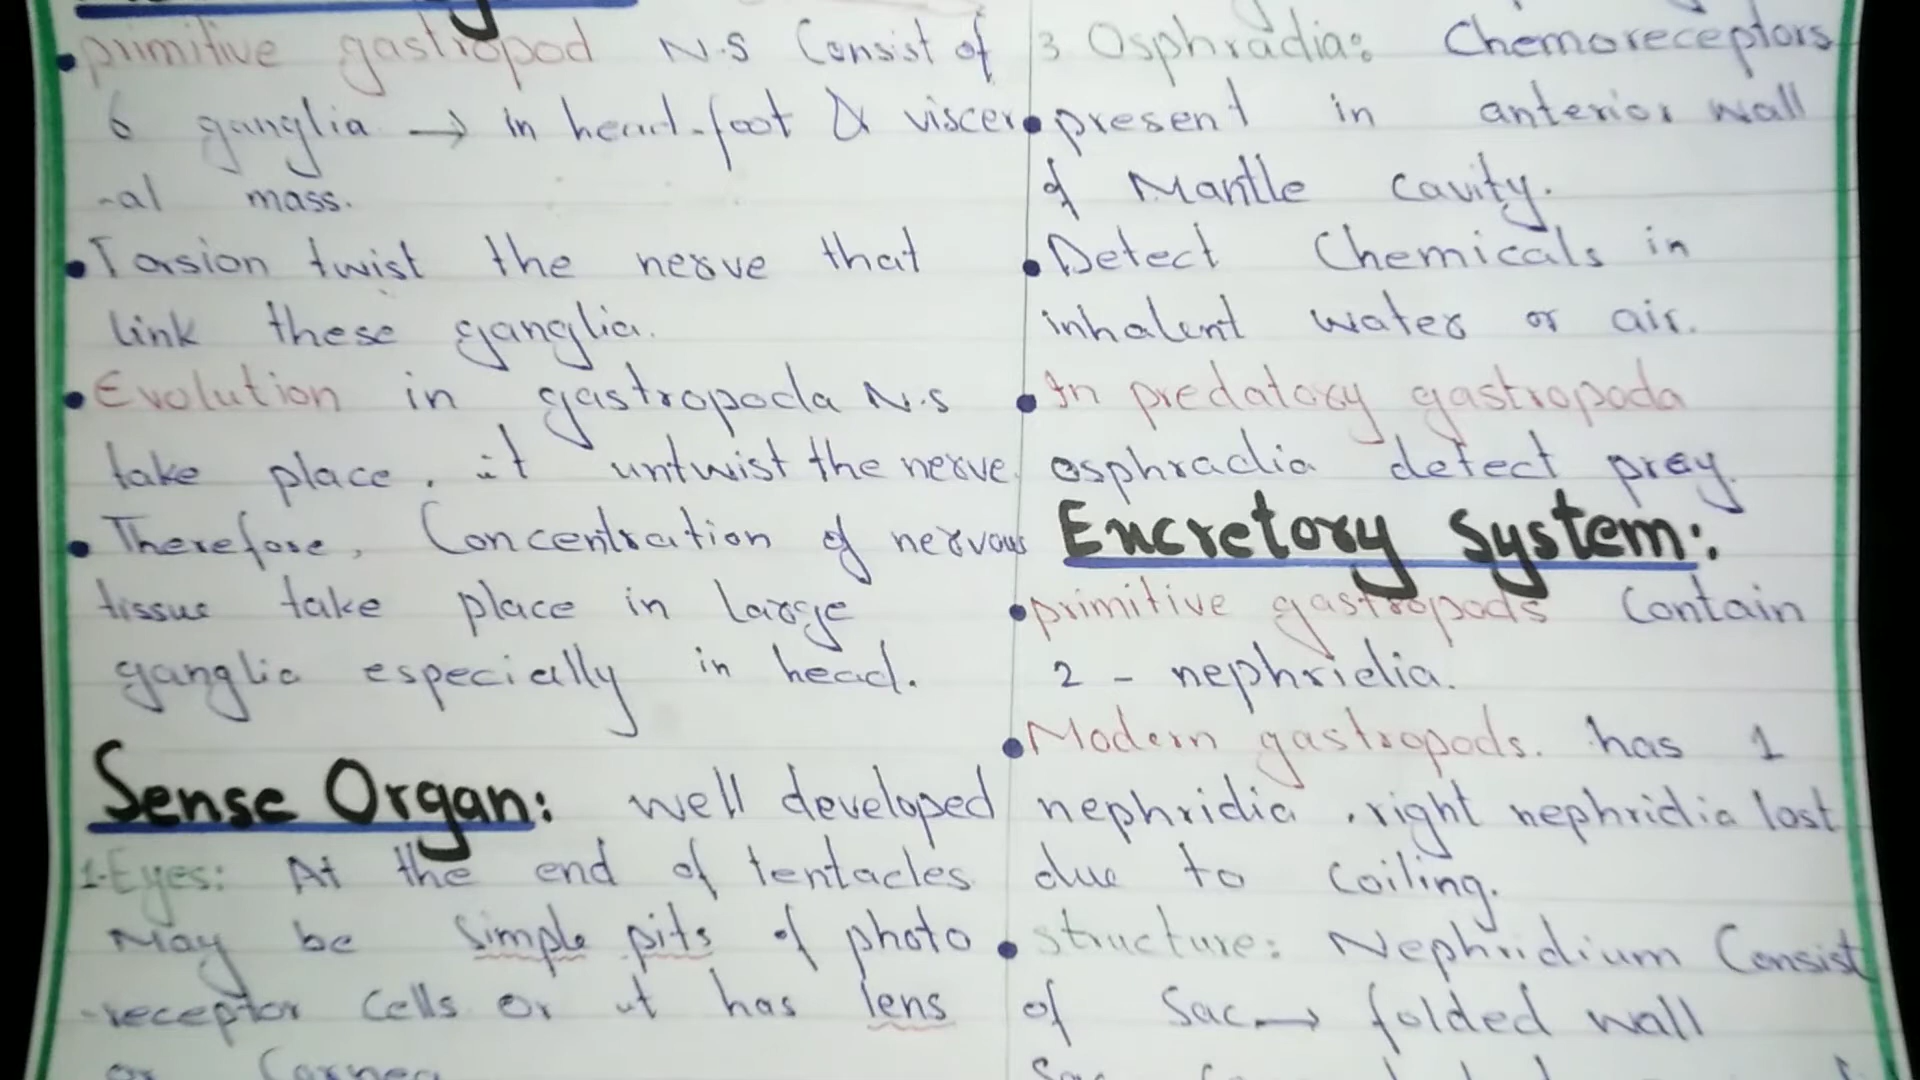 • primitive gastropod N.S Consist of
6 ganglia → in head-foot & viscer
-al mass.
• Torsion twist the nerve that
link these ganglia.
• Evolution in gastropoda N.S
take place. it untwist the nerve.
• Therefore, Concentration of nervous
tissue take place in large
ganglia especially in head.
Sense Organ: well developed
1-Eyes: At the end of tentacles
May be simple pits of photo
-receptor cells or it has lens
or Cornea
3 Osphradia: Chemoreceptors
• present in anterior wall
of Mantle cavity.
• Detect Chemicals in
inhalent water or air.
• In predatory gastropoda
osphradia detect prey.
Excretory System:
• primitive gastropods Contain
2 - nephridia.
• Modern gastropods. has 1
nephridia . right nephridia lost
due to Coiling.
• structure: Nephridium Consist
of Sac → folded wall